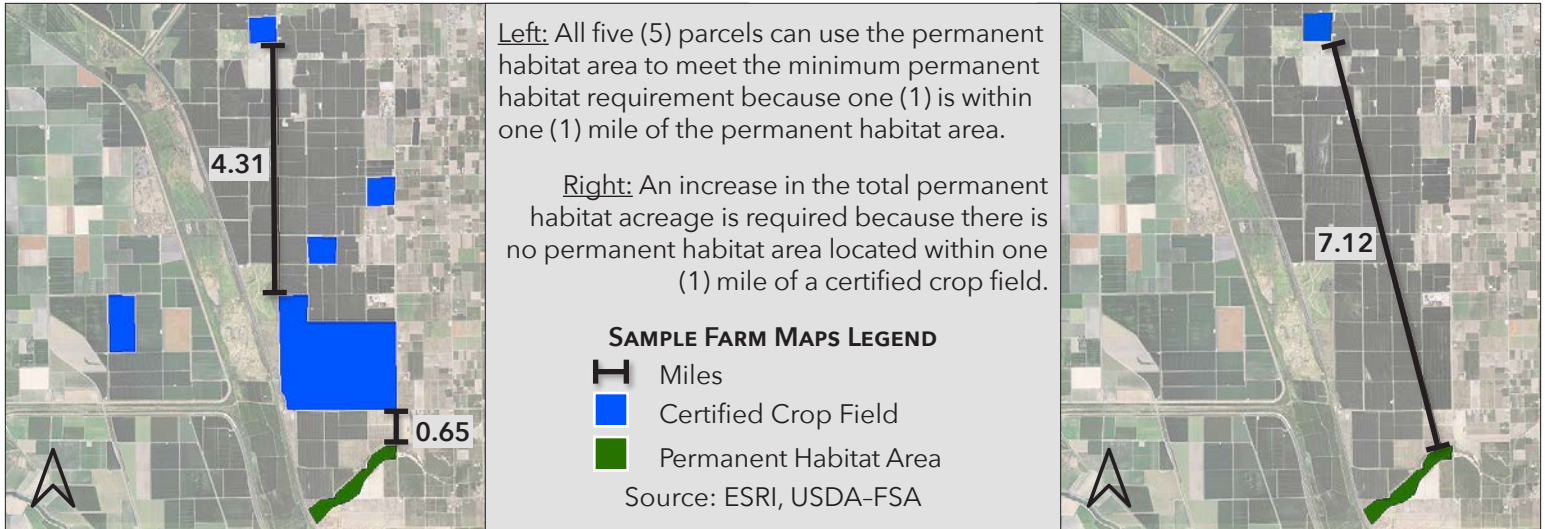 4.31
0.65
Left: All five (5) parcels can use the permanent
habitat area to meet the minimum permanent
habitat requirement because one (1) is within
one (1) mile of the permanent habitat area.
Right: An increase in the total permanent
habitat acreage is required because there is
no permanent habitat area located within one
(1) mile of a certified crop field.
SAMPLE FARM MAPS LEGEND
Miles
Certified Crop Field
Permanent Habitat Area
Source: ESRI, USDA–FSA
7.12